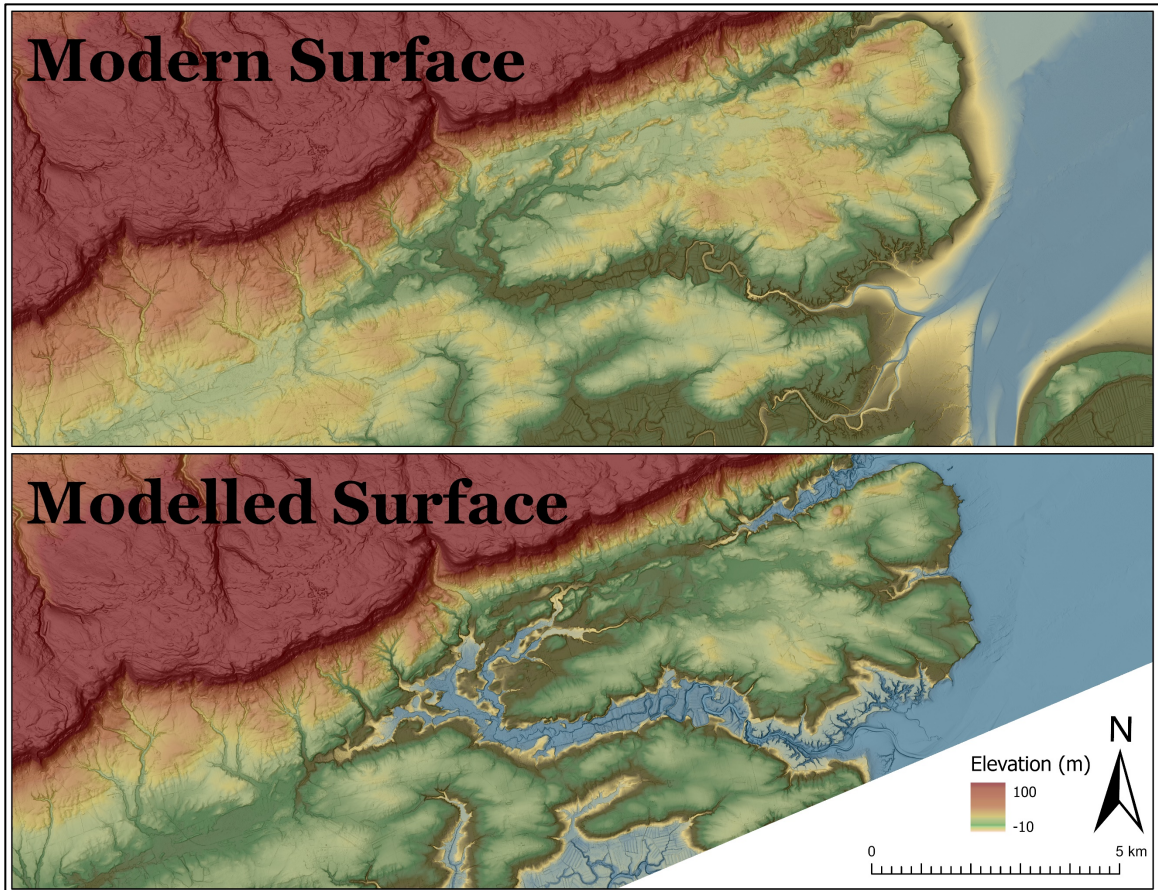 Modern Surface
Modelled Surface
N
Elevation (m)
100
-10
0
5 km